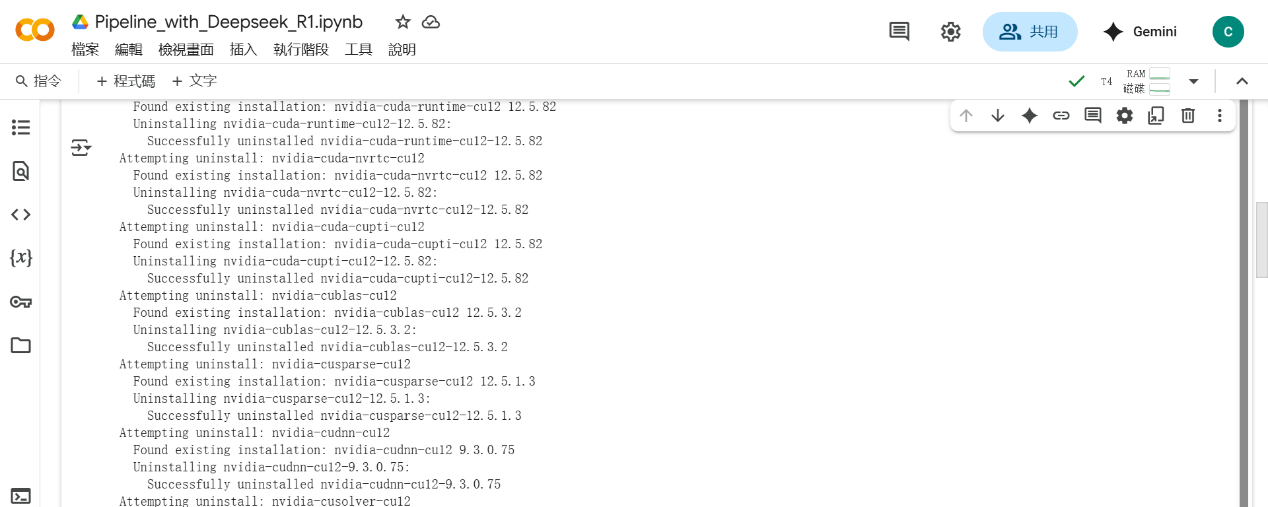 Pipeline_with_Deepseek_R1.ipynb
檔案 編輯 檢視畫面 插入 執行階段 工具 說明
共用
Gemini
C
指令 + 程式碼 + 文字
T4
RAM
磁碟
Found existing installation: nvidia-cuda-runtime-cu12 12.5.82
Uninstalling nvidia-cuda-runtime-cu12-12.5.82:
Successfully uninstalled nvidia-cuda-runtime-cu12-12.5.82
Attempting uninstall: nvidia-cuda-nvrtc-cu12
Found existing installation: nvidia-cuda-nvrtc-cu12 12.5.82
Uninstalling nvidia-cuda-nvrtc-cu12-12.5.82:
Successfully uninstalled nvidia-cuda-nvrtc-cu12-12.5.82
Attempting uninstall: nvidia-cuda-cupti-cu12
Found existing installation: nvidia-cuda-cupti-cu12 12.5.82
Uninstalling nvidia-cuda-cupti-cu12-12.5.82:
Successfully uninstalled nvidia-cuda-cupti-cu12-12.5.82
Attempting uninstall: nvidia-cublas-cu12
Found existing installation: nvidia-cublas-cu12 12.5.3.2
Uninstalling nvidia-cublas-cu12-12.5.3.2:
Successfully uninstalled nvidia-cublas-cu12-12.5.3.2
Attempting uninstall: nvidia-cusparse-cu12
Found existing installation: nvidia-cusparse-cu12 12.5.1.3
Uninstalling nvidia-cusparse-cu12-12.5.1.3:
Successfully uninstalled nvidia-cusparse-cu12-12.5.1.3
Attempting uninstall: nvidia-cudnn-cu12
Found existing installation: nvidia-cudnn-cu12 9.3.0.75
Uninstalling nvidia-cudnn-cu12-9.3.0.75:
Successfully uninstalled nvidia-cudnn-cu12-9.3.0.75
Attempting uninstall: nvidia-cusolver-cu12